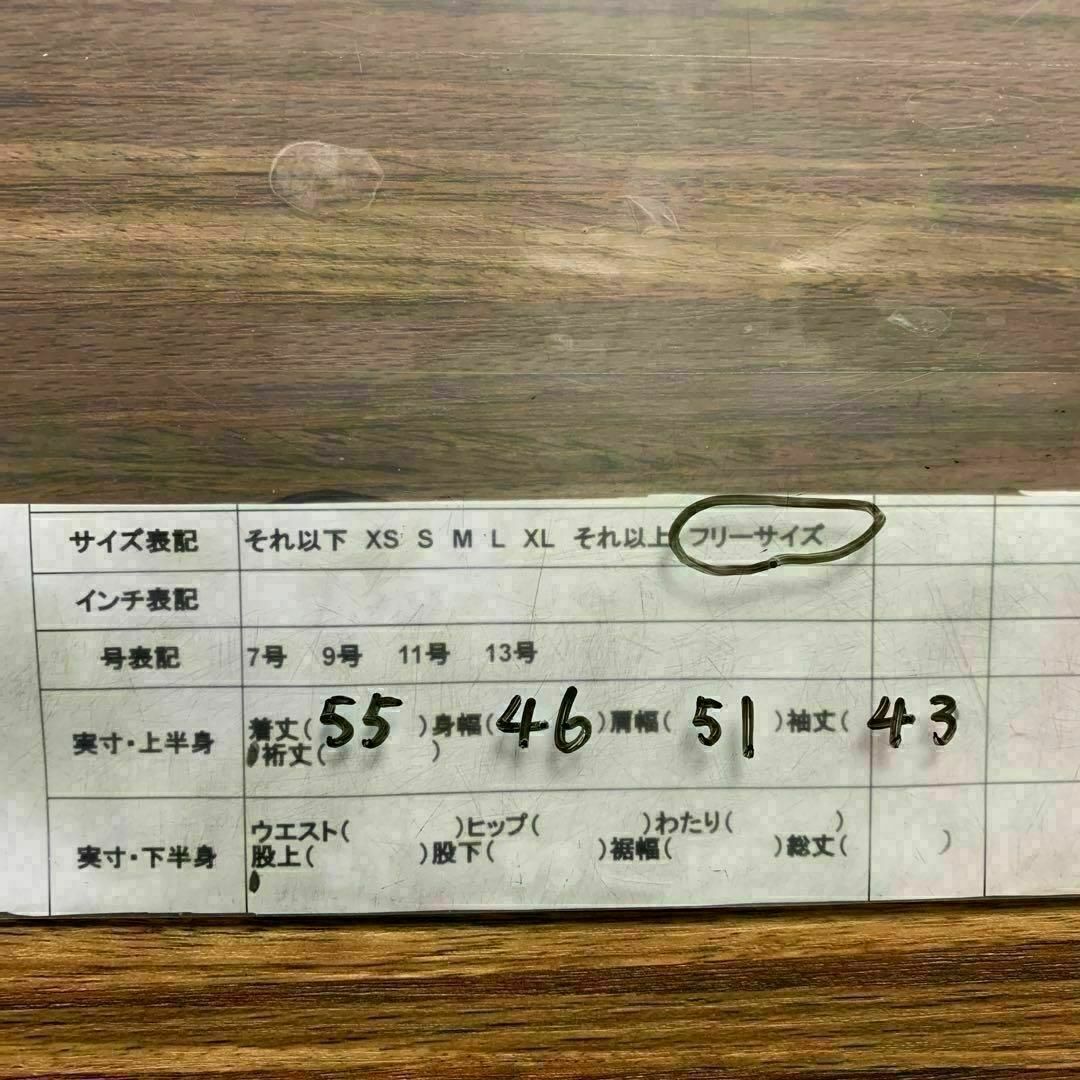 サイズ表記 それ以下 XS S M L XL それ以上 フリーサイズ
インチ表記
号表記 7号 9号 11号 13号
実寸・上半身 着丈( 55 )身幅( 46 )肩幅( 51 )袖丈( 43
裄丈( )
実寸・下半身 ウエスト( )ヒップ( )わたり( )
股上( )股下( )裾幅( )総丈( )